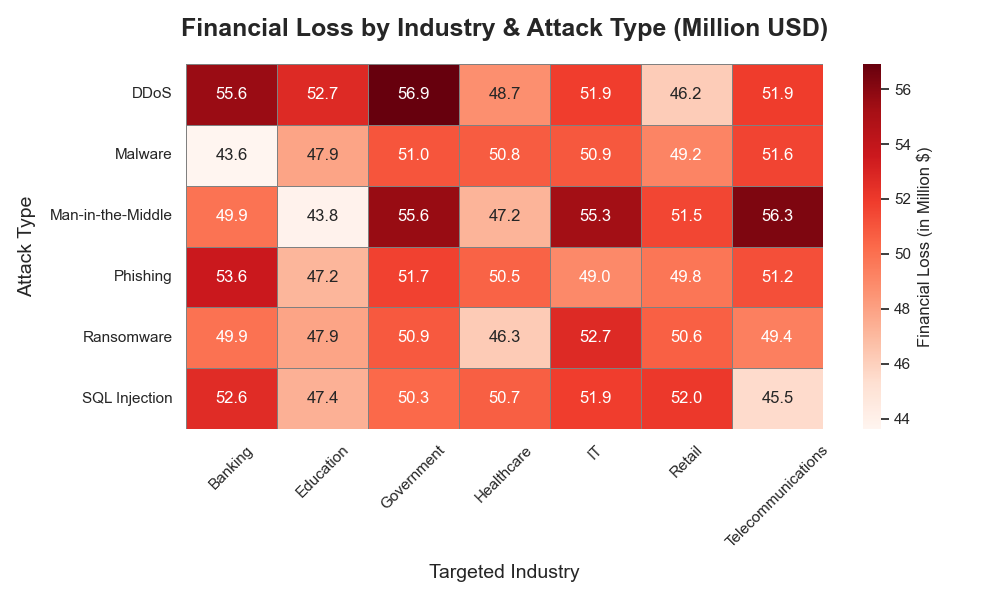 Financial Loss by Industry & Attack Type (Million USD)
Attack Type
DDoS 55.6 52.7 56.9 48.7 51.9 46.2 51.9
Malware 43.6 47.9 51.0 50.8 50.9 49.2 51.6
Man-in-the-Middle 49.9 43.8 55.6 47.2 55.3 51.5 56.3
Phishing 53.6 47.2 51.7 50.5 49.0 49.8 51.2
Ransomware 49.9 47.9 50.9 46.3 52.7 50.6 49.4
SQL Injection 52.6 47.4 50.3 50.7 51.9 52.0 45.5
Banking Education Government Healthcare IT Retail Telecommunications
Targeted Industry
56
54
52
50
48
46
44
Financial Loss (in Million $)